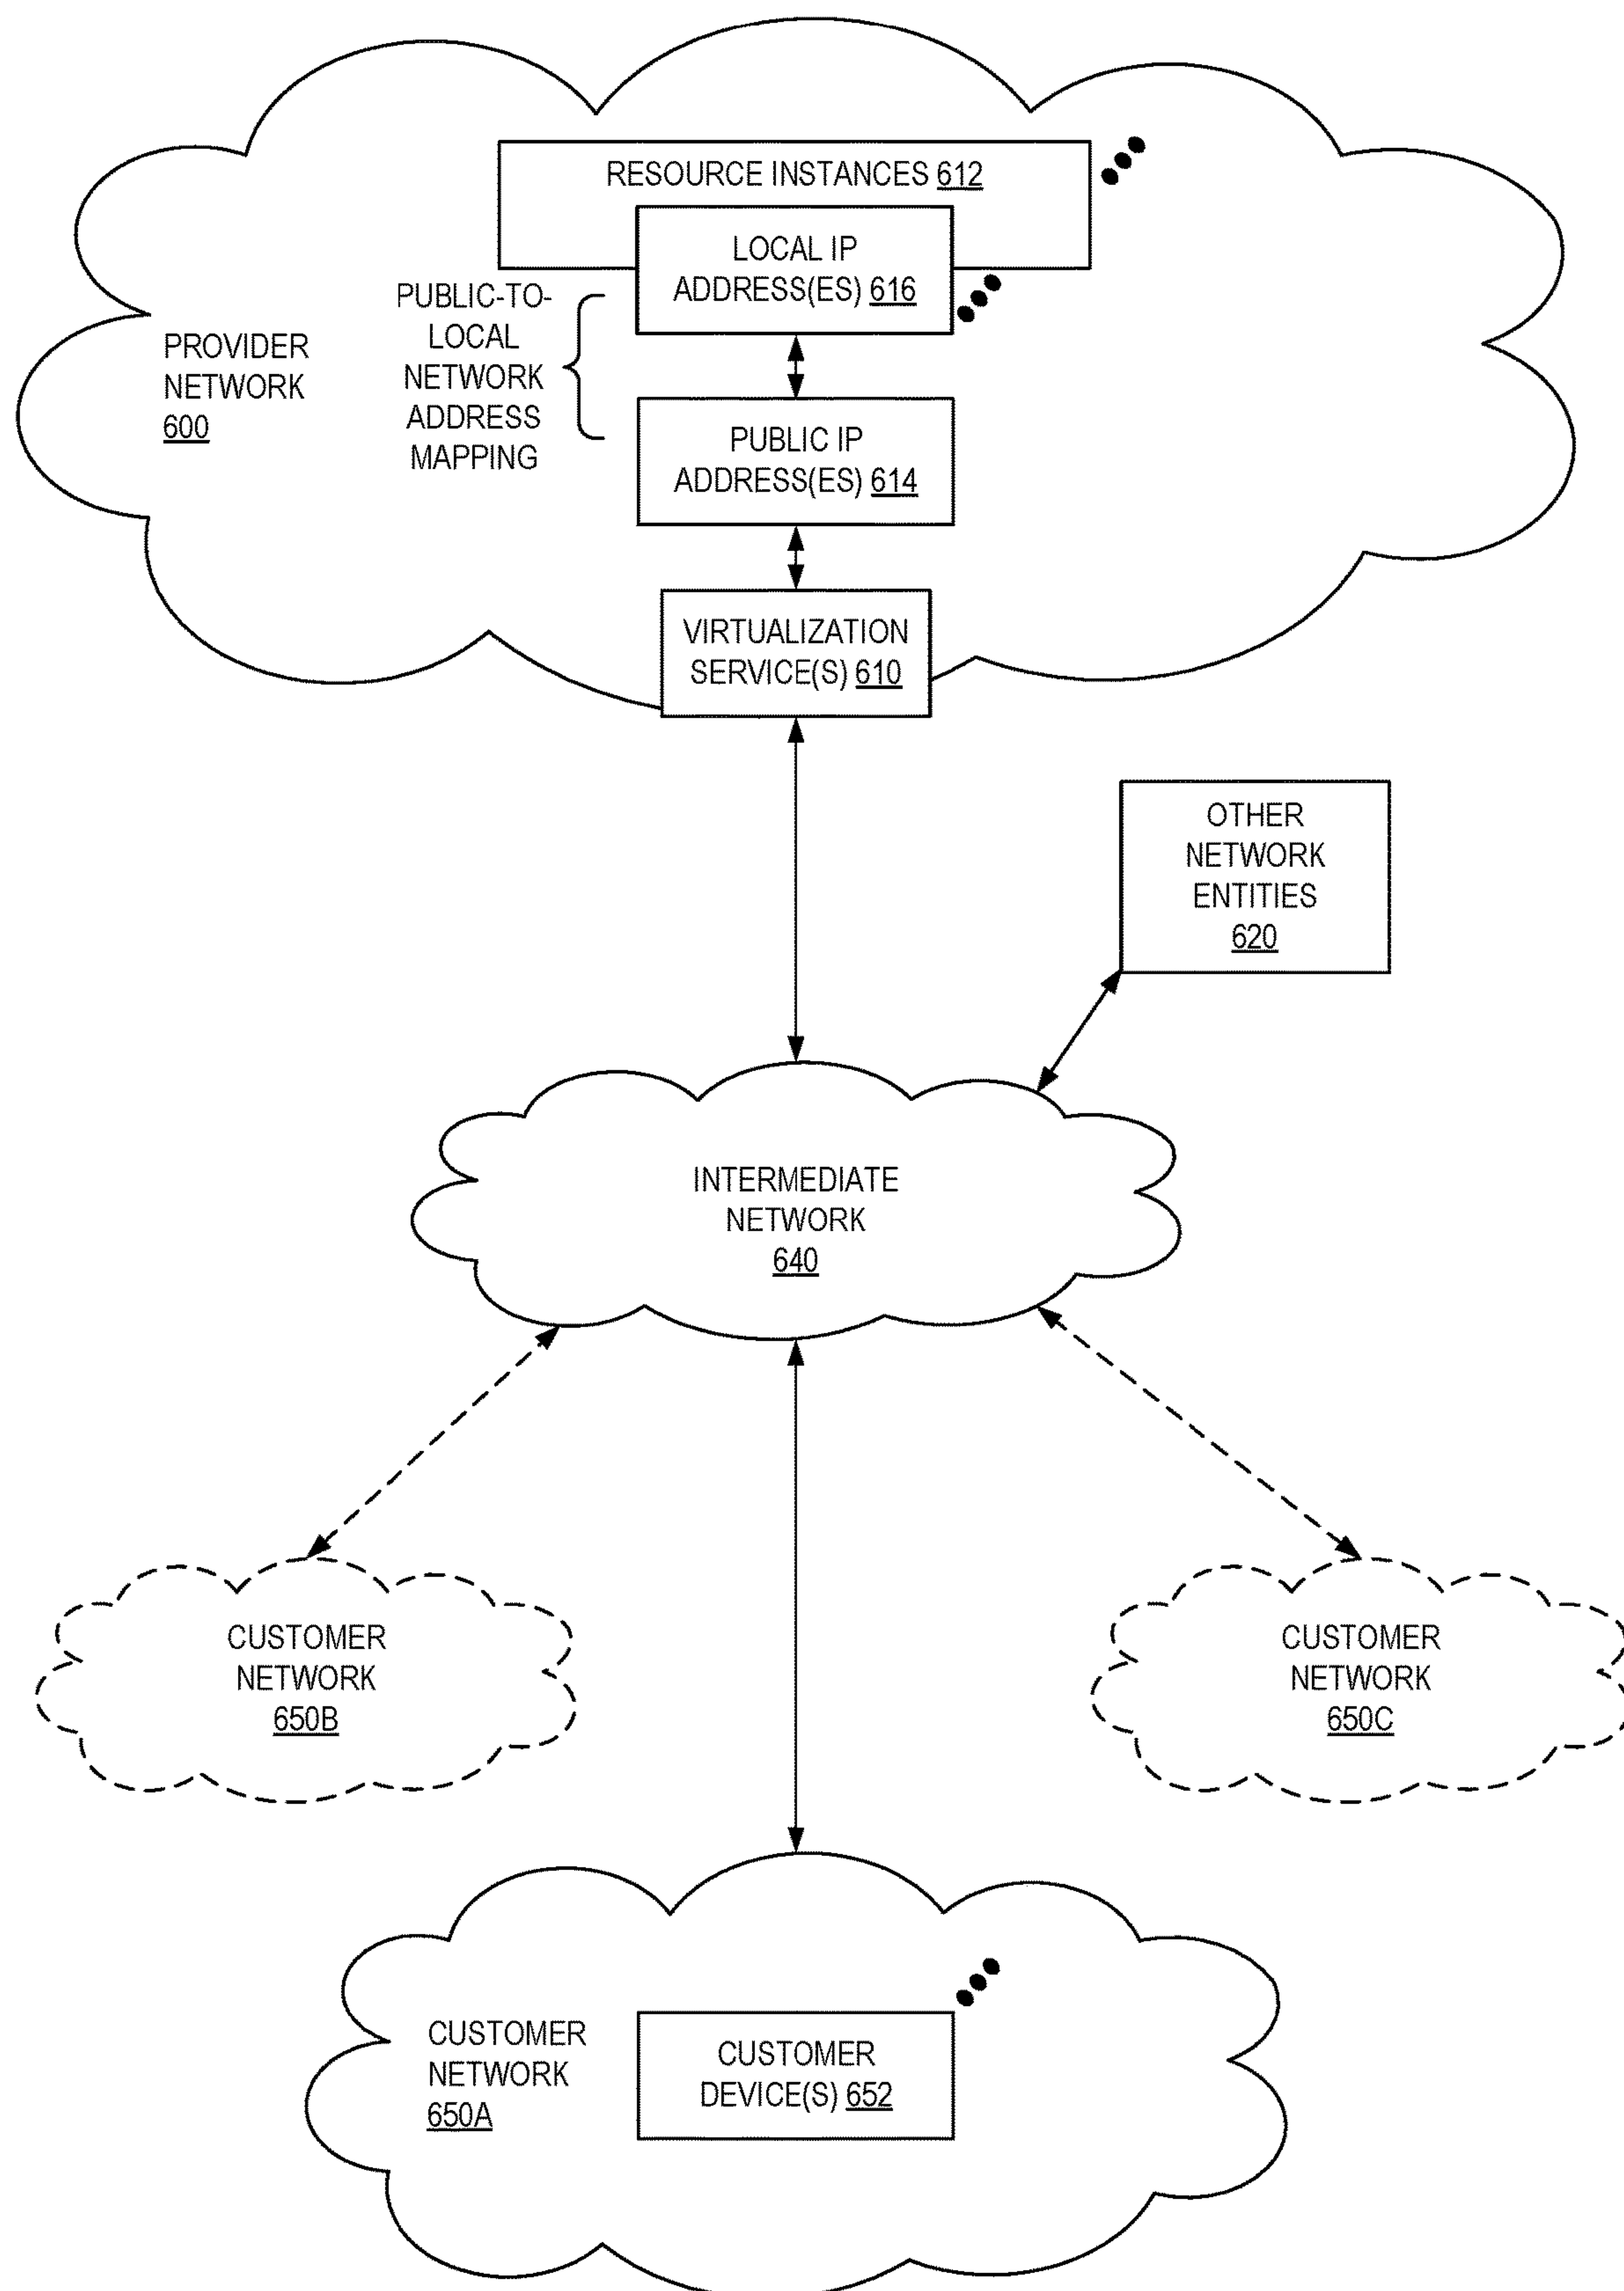 RESOURCE INSTANCES 612
LOCAL IP
ADDRESS(ES) 616
PUBLIC-TO-
LOCAL
NETWORK
ADDRESS
MAPPING
PROVIDER
NETWORK
600
PUBLIC IP
ADDRESS(ES) 614
VIRTUALIZATION
SERVICE(S) 610
OTHER
NETWORK
ENTITIES
620
INTERMEDIATE
NETWORK
640
CUSTOMER
NETWORK
650B
CUSTOMER
NETWORK
650C
CUSTOMER
NETWORK
650A
CUSTOMER
DEVICE(S) 652